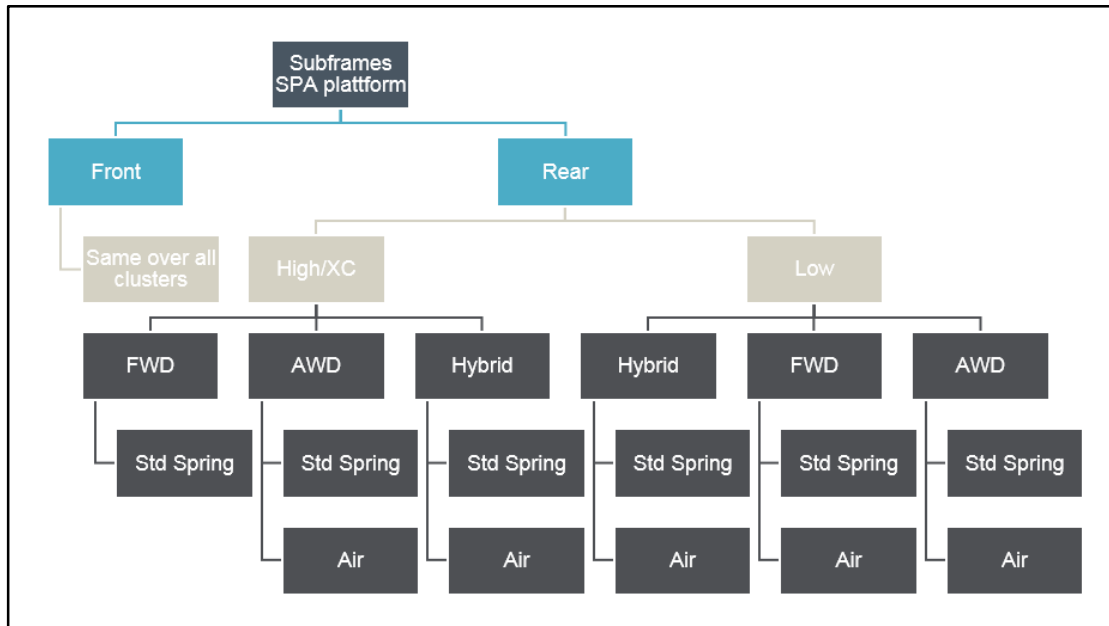 Subframes
SPA plattform
Front
Rear
Same over all
clusters
High/XC
Low
FWD
AWD
Hybrid
Hybrid
FWD
AWD
Std Spring
Std Spring
Std Spring
Std Spring
Std Spring
Std Spring
Air
Air
Air
Air
Air